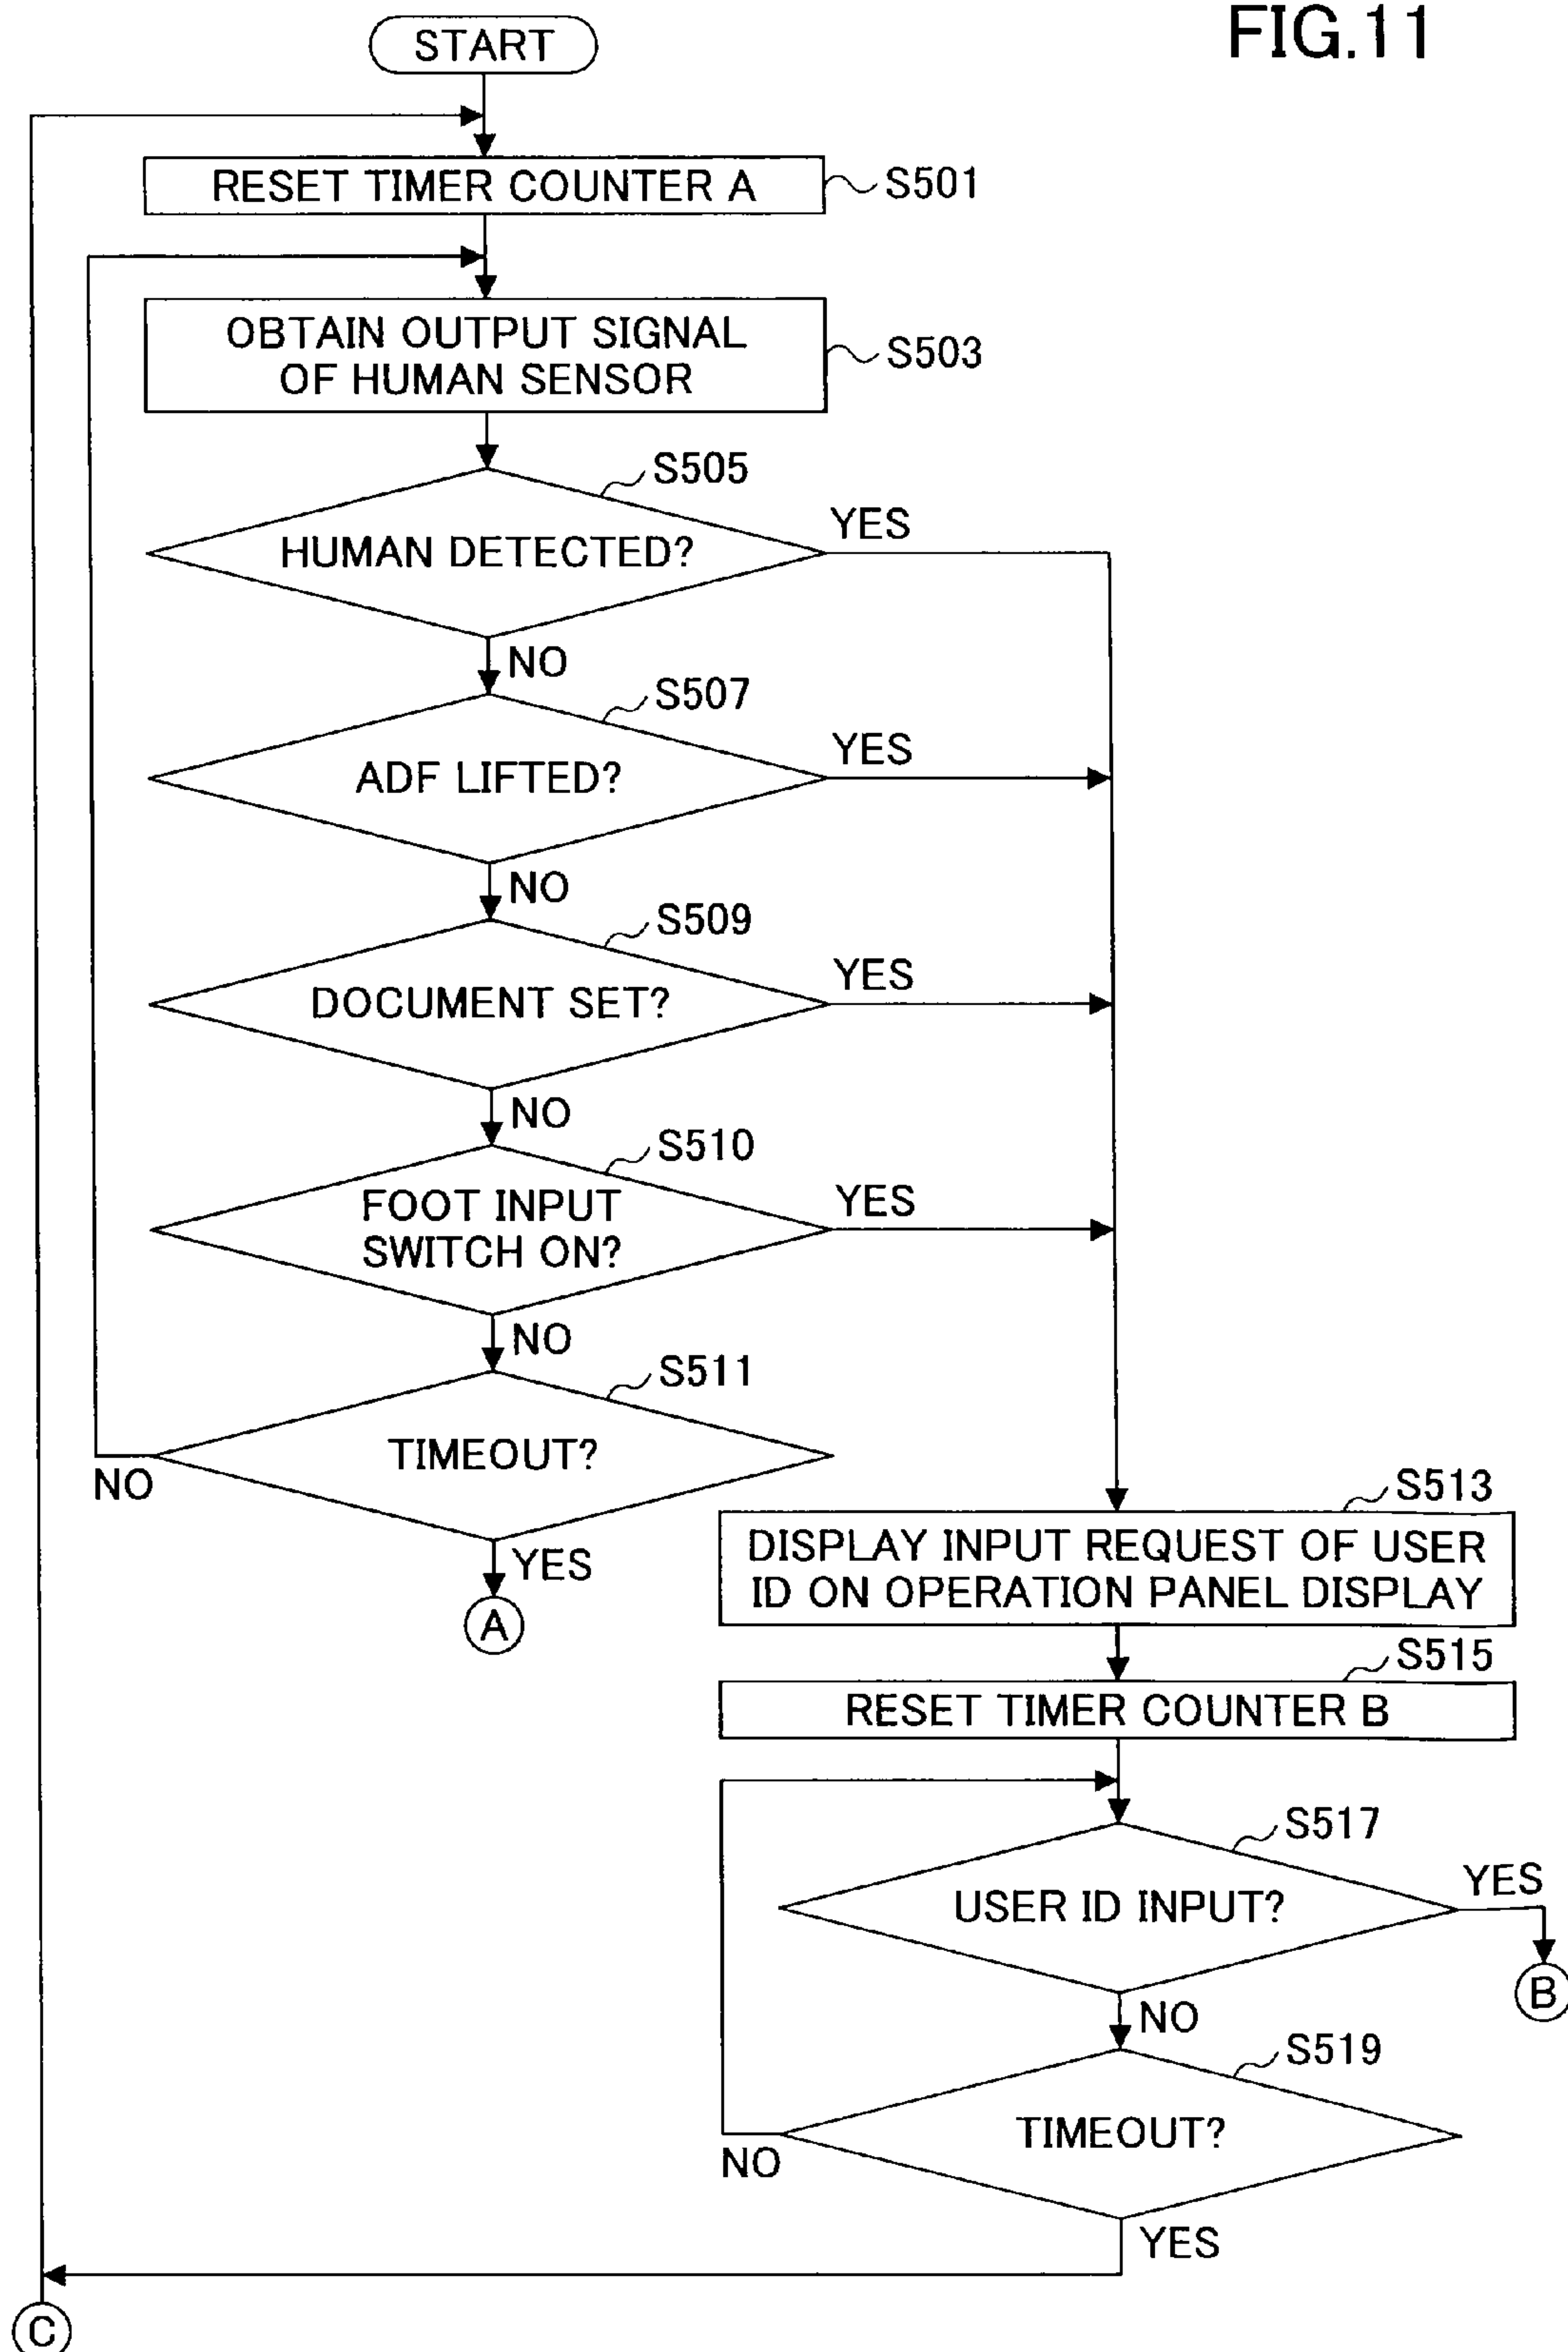 FIG.11
START
RESET TIMER COUNTER A
S501
OBTAIN OUTPUT SIGNAL
OF HUMAN SENSOR
S503
S505
HUMAN DETECTED?
YES
NO
S507
ADF LIFTED?
YES
NO
S509
DOCUMENT SET?
YES
NO
S510
FOOT INPUT
SWITCH ON?
YES
NO
S511
TIMEOUT?
NO
YES
A
S513
DISPLAY INPUT REQUEST OF USER
ID ON OPERATION PANEL DISPLAY
S515
RESET TIMER COUNTER B
S517
USER ID INPUT?
YES
B
NO
S519
TIMEOUT?
NO
YES
C